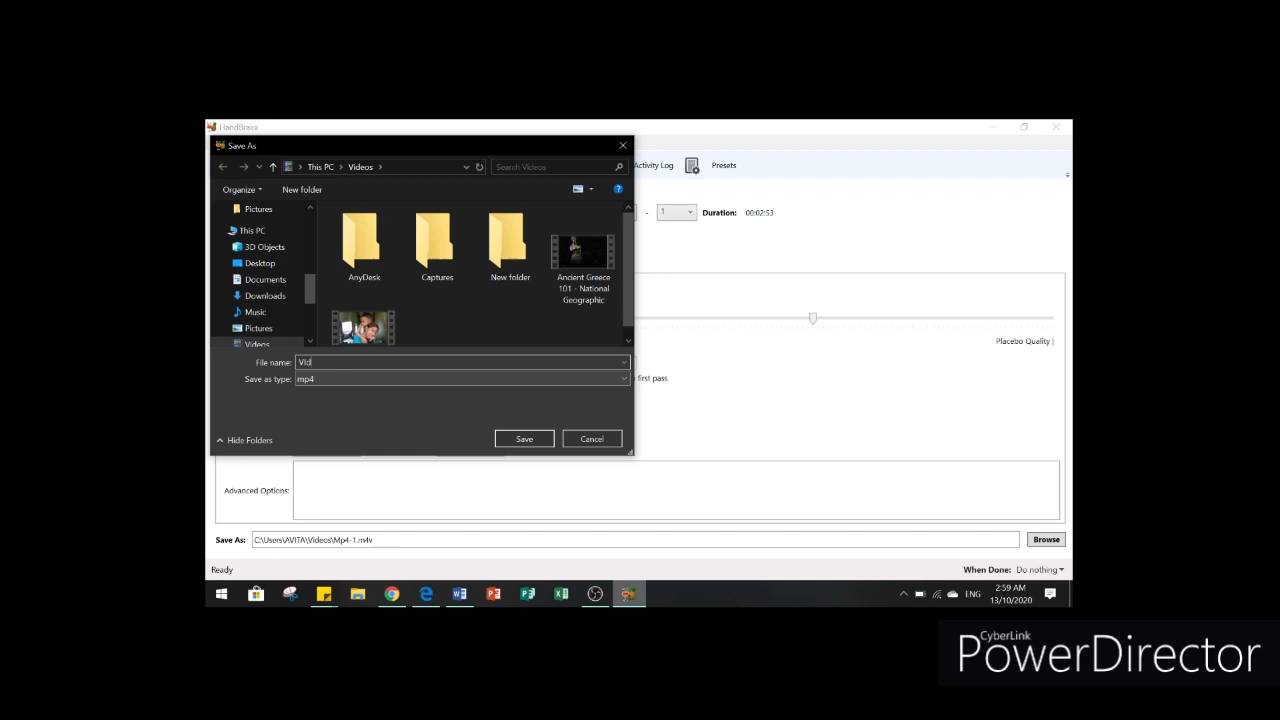 HandBrake
Save As
This PC > Videos >
Search Videos
Activity Log
Presets
Organize
New folder
1
Duration:
00:02:53
Pictures
This PC
3D Objects
Desktop
Documents
Downloads
Music
Pictures
Videos
AnyDesk
Captures
New folder
Ancient Greece
101 - National
Geographic
Placebo Quality |
File name:
Vid
Save as type:
mp4
first pass
Hide Folders
Save
Cancel
Advanced Options:
Save As:
C:\Users\AVITA\Videos\Mp4-1.m4v
Browse
Ready
When Done:
Do nothing
ENG
2:59 AM
13/10/2020
CyberLink
PowerDirector